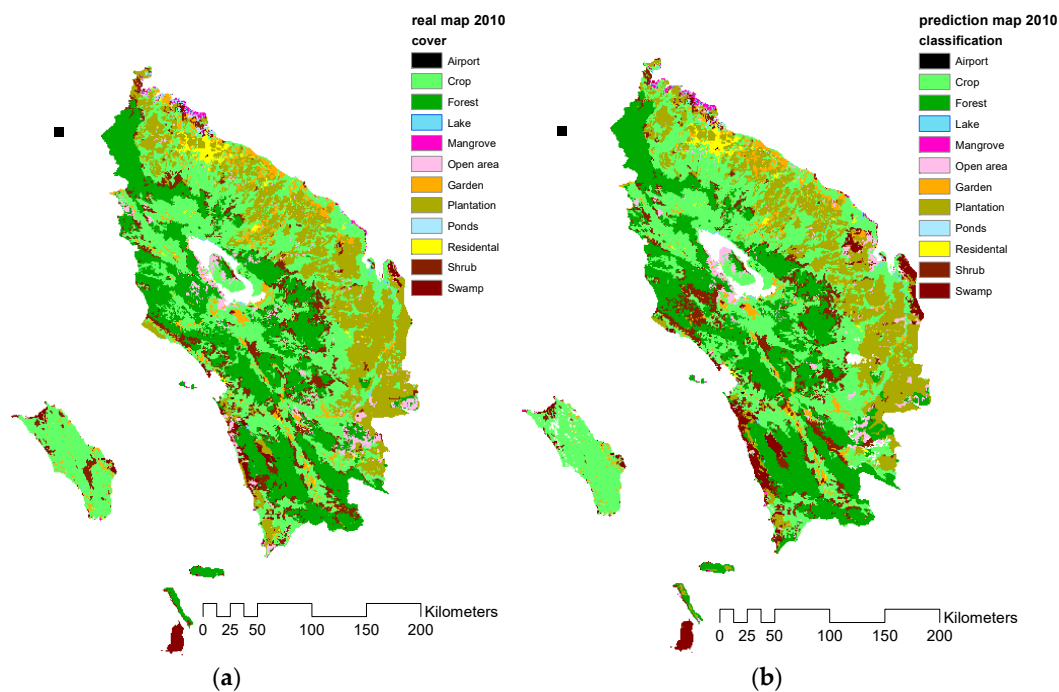 real map 2010
cover
Airport
Crop
Forest
Lake
Mangrove
Open area
Garden
Plantation
Ponds
Residental
Shrub
Swamp
Kilometers
0 25 50 100 150 200
(a)
prediction map 2010
classification
Airport
Crop
Forest
Lake
Mangrove
Open area
Garden
Plantation
Ponds
Residental
Shrub
Swamp
Kilometers
0 25 50 100 150 200
(b)